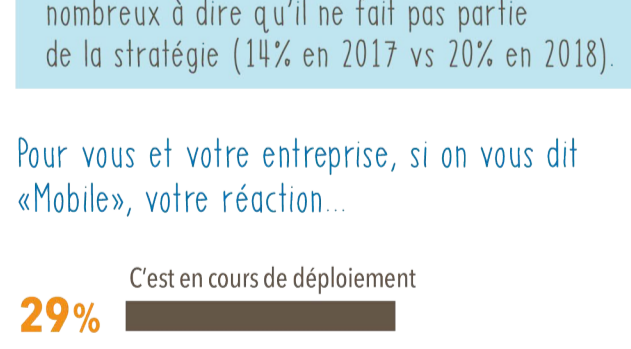 nombreux à dire qu'il ne fait pas partie
de la stratégie (14% en 2017 vs 20% en 2018).
Pour vous et votre entreprise, si on vous dit
«Mobile», votre réaction...
C'est en cours de déploiement
29%